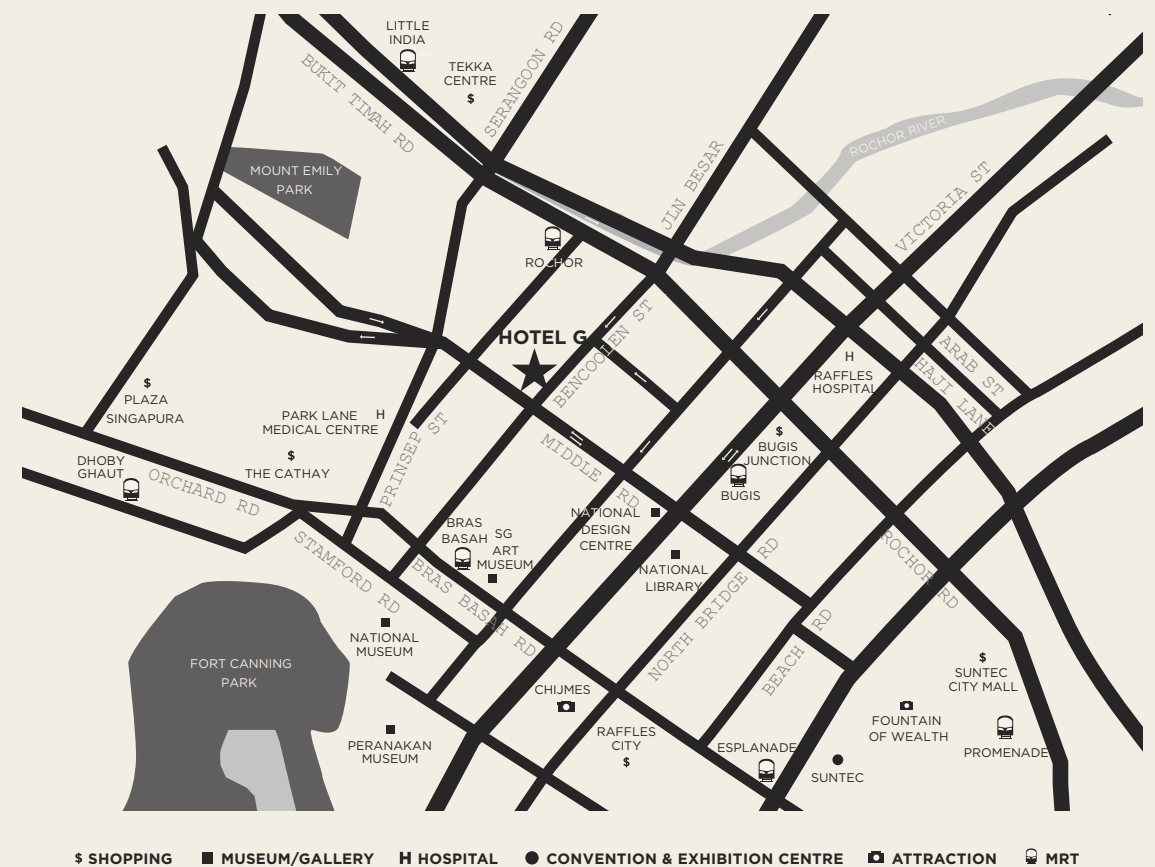 LITTLE
INDIA
TEKKA
CENTRE
$
SERANGOON RD
BUKIT TIMAH RD
MOUNT EMILY
PARK
ROCHOR RIVER
JLN BESAR
VICTORIA ST
ROCHOR
HOTEL G
BENCOOLEN ST
H
RAFFLES
HOSPITAL
ARAB ST
HAJI LANE
$
PLAZA
SINGAPURA
PARK LANE H
MEDICAL CENTRE
$
THE CATHAY
PRINSEP ST
MIDDLE RD
$
BUGIS
JUNCTION
BUGIS
DHOBY
GHAUT
ORCHARD RD
NATIONAL
DESIGN
CENTRE
BRAS
BASAH
SG
ART
MUSEUM
STAMFORD RD
BRAS BASAH RD
NATIONAL
LIBRARY
NORTH BRIDGE RD
ROCHOR RD
BEACH RD
NATIONAL
MUSEUM
FORT CANNING
PARK
CHIJMES
$
SUNTEC
CITY MALL
PERANAKAN
MUSEUM
RAFFLES
CITY
$
FOUNTAIN
OF WEALTH
ESPLANADE
PROMENADE
SUNTEC
$ SHOPPING MUSEUM/GALLERY H HOSPITAL CONVENTION & EXHIBITION CENTRE ATTRACTION MRT